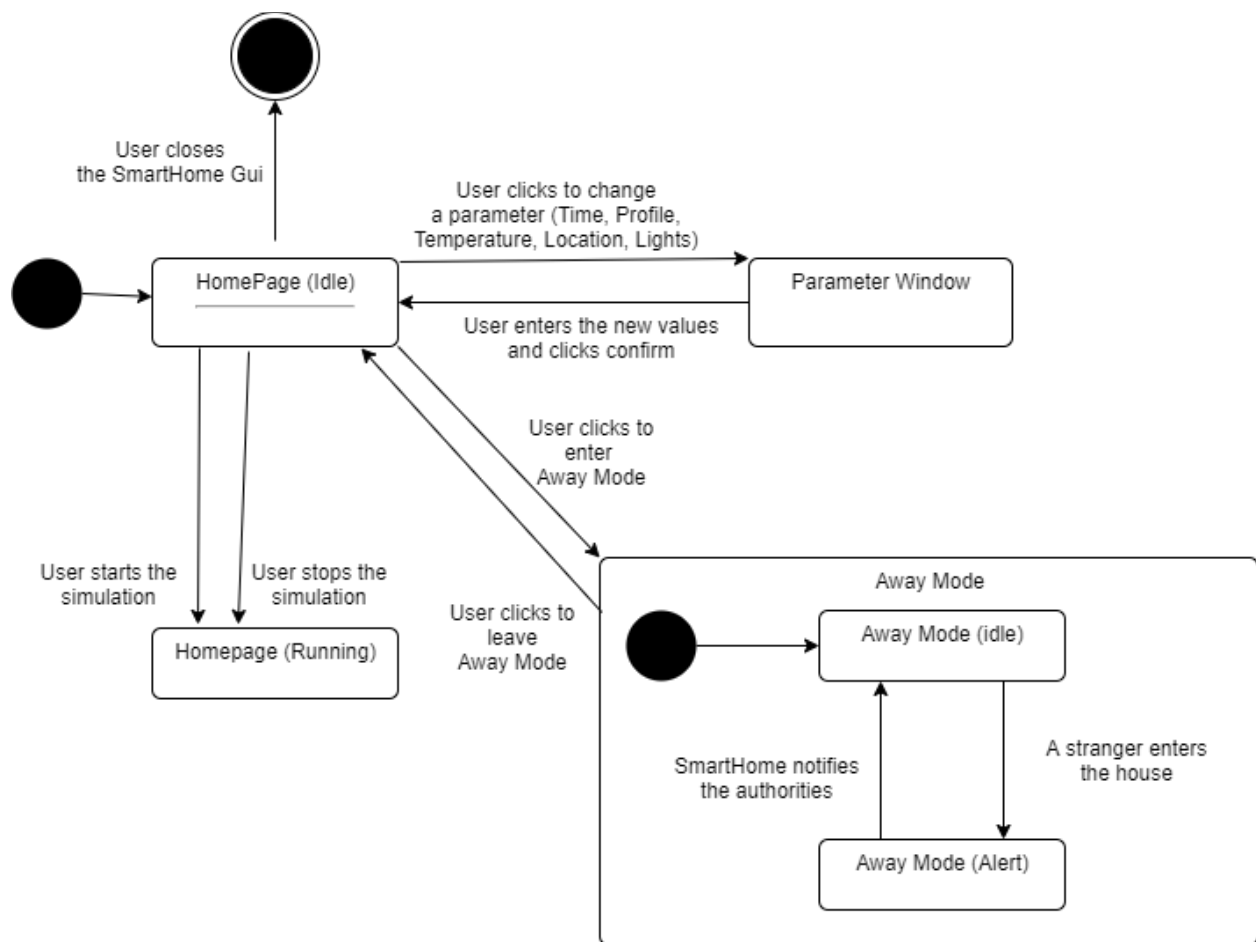 User closes
the SmartHome Gui
User clicks to change
a parameter (Time, Profile,
Temperature, Location, Lights)
HomePage (Idle)
Parameter Window
User enters the new values
and clicks confirm
User clicks to
enter
Away Mode
User starts the
simulation
User stops the
simulation
User clicks to
leave
Away Mode
Homepage (Running)
Away Mode
Away Mode (idle)
SmartHome notifies
the authorities
A stranger enters
the house
Away Mode (Alert)